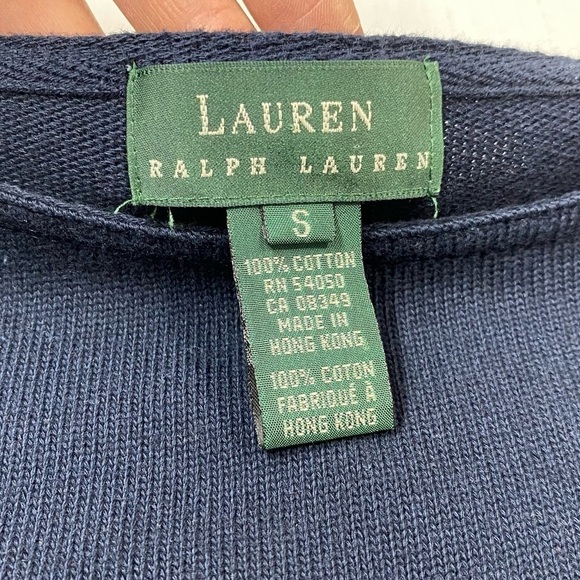 LAUREN
RALPH LAUREN
S
100% COTTON
RN 54050
CA 08349
MADE IN
HONG KONG
100% COTON
FABRIQUÉ À
HONG KONG